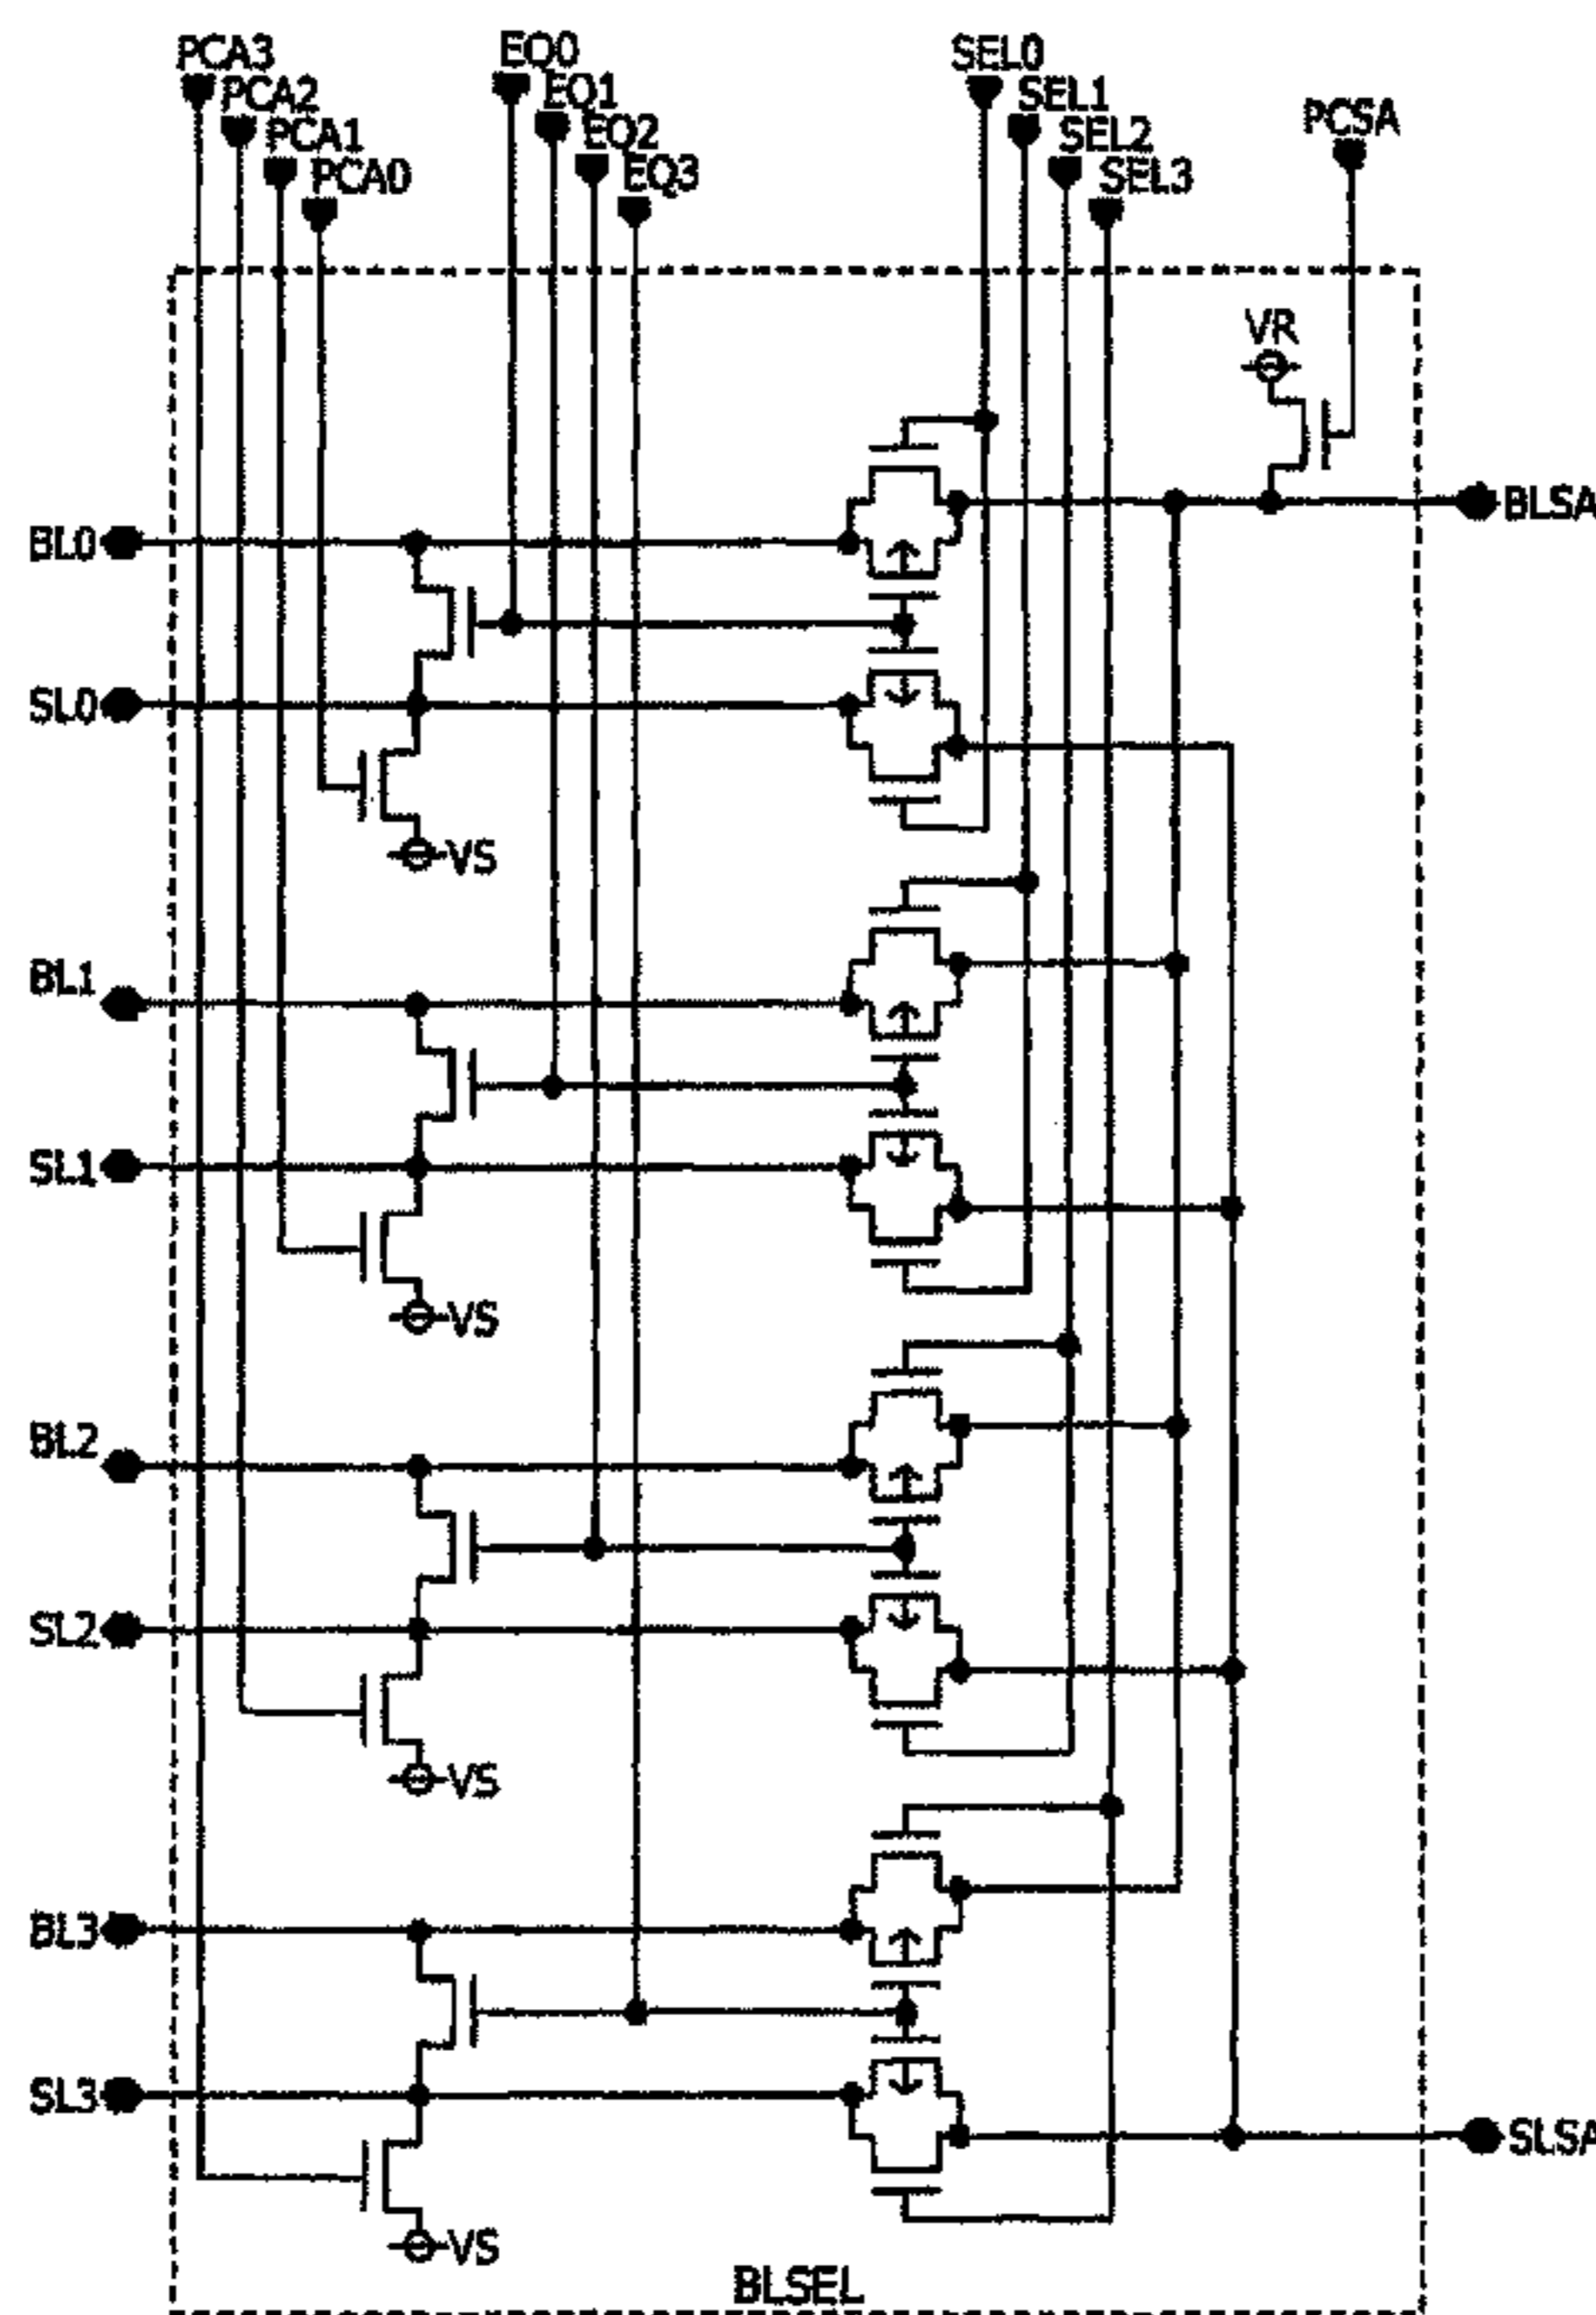 PCA3
PCA2
PCA1
PCA0
EQ0
EQ1
EQ2
EQ3
SEL0
SEL1
SEL2
SEL3
PCSA
VR
BL0
BLSA
SL0
VS
BL1
SL1
VS
BL2
SL2
VS
BL3
SL3
SLSA
VS
BLSEL